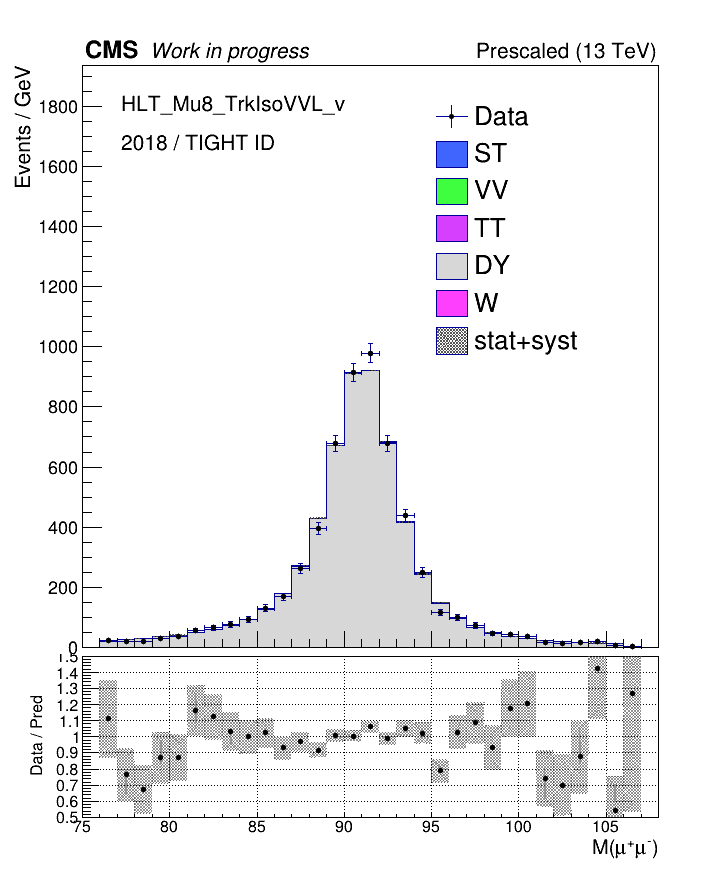 CMS Work in progress Prescaled (13 TeV)
Events / GeV
HLT_Mu8_TrkIsoVVL_v
2018 / TIGHT ID
Data
ST
VV
TT
DY
W
stat+syst
1800
1600
1400
1200
1000
800
600
400
200
0
Data / Pred
1.5
1.4
1.3
1.2
1.1
1
0.9
0.8
0.7
0.6
0.5
75 80 85 90 95 100 105
M(μ⁺μ⁻)